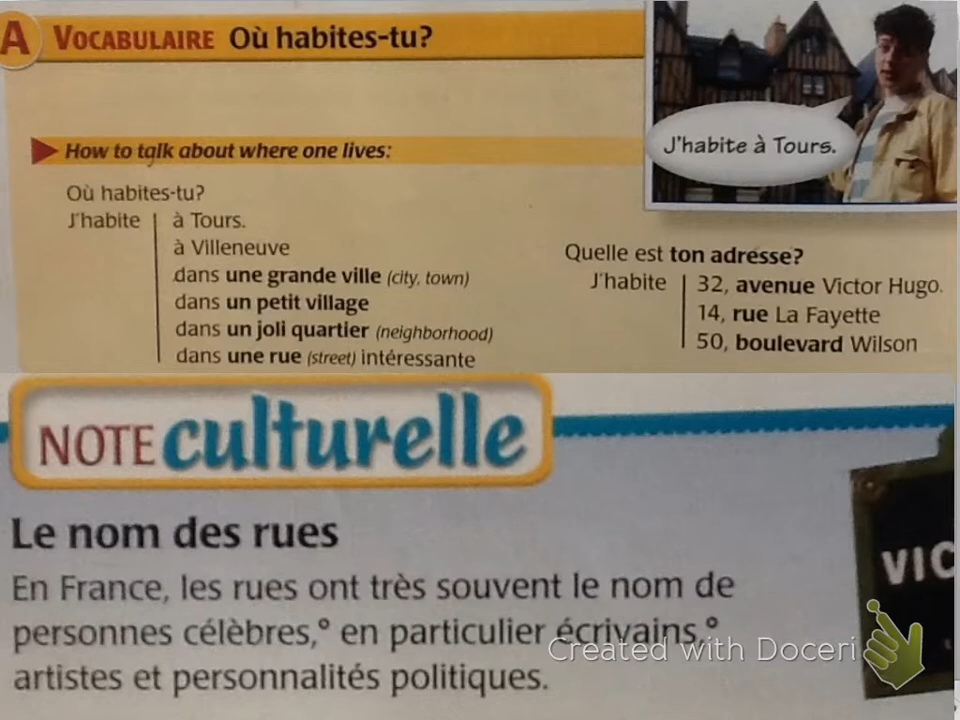 A VOCABULAIRE Où habites-tu?
J'habite à Tours.
How to talk about where one lives:
Où habites-tu?
J'habite
à Tours.
à Villeneuve
dans une grande ville (city, town)
dans un petit village
dans un joli quartier (neighborhood)
dans une rue (street) intéressante
Quelle est ton adresse?
J'habite
32, avenue Victor Hugo.
14, rue La Fayette
50, boulevard Wilson
NOTE culturelle
Le nom des rues
En France, les rues ont très souvent le nom de
personnes célèbres,° en particulier écrivains,°
artistes et personnalités politiques.
VIC
Created with Doceri